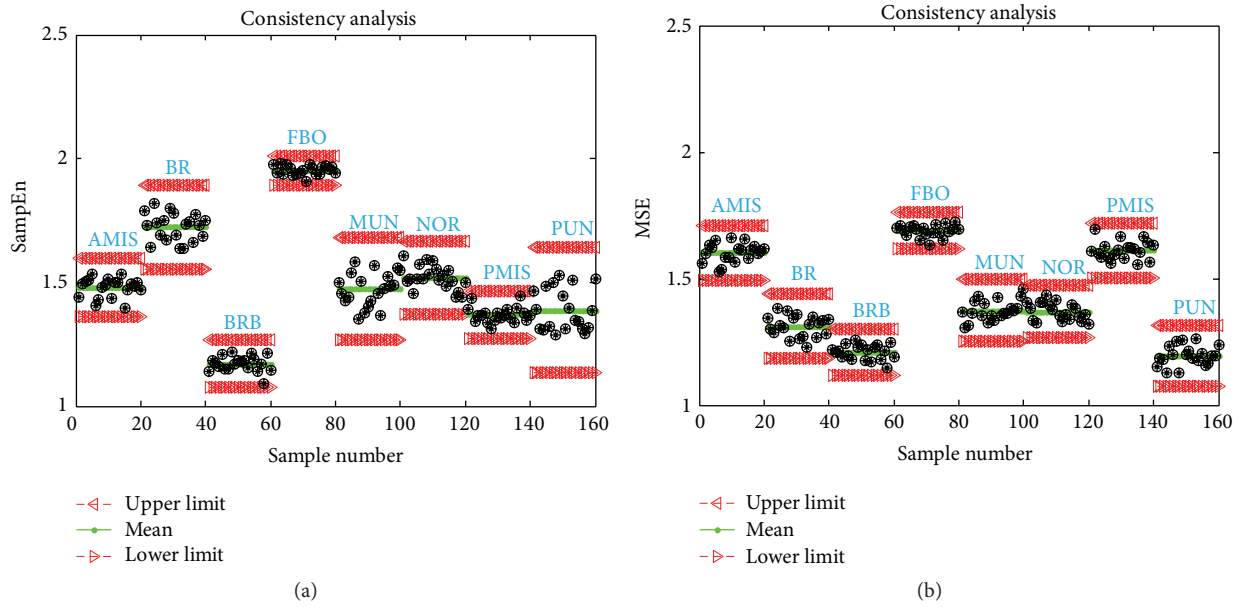 Consistency analysis
2.5
2
1.5
1
SampEn
AMIS
BR
BRB
FBO
MUN
NOR
PMIS
PUN
0 20 40 60 80 100 120 140 160
Sample number
Upper limit
Mean
Lower limit
(a)
Consistency analysis
2.5
2
1.5
1
MSE
AMIS
BR
BRB
FBO
MUN
NOR
PMIS
PUN
0 20 40 60 80 100 120 140 160
Sample number
Upper limit
Mean
Lower limit
(b)